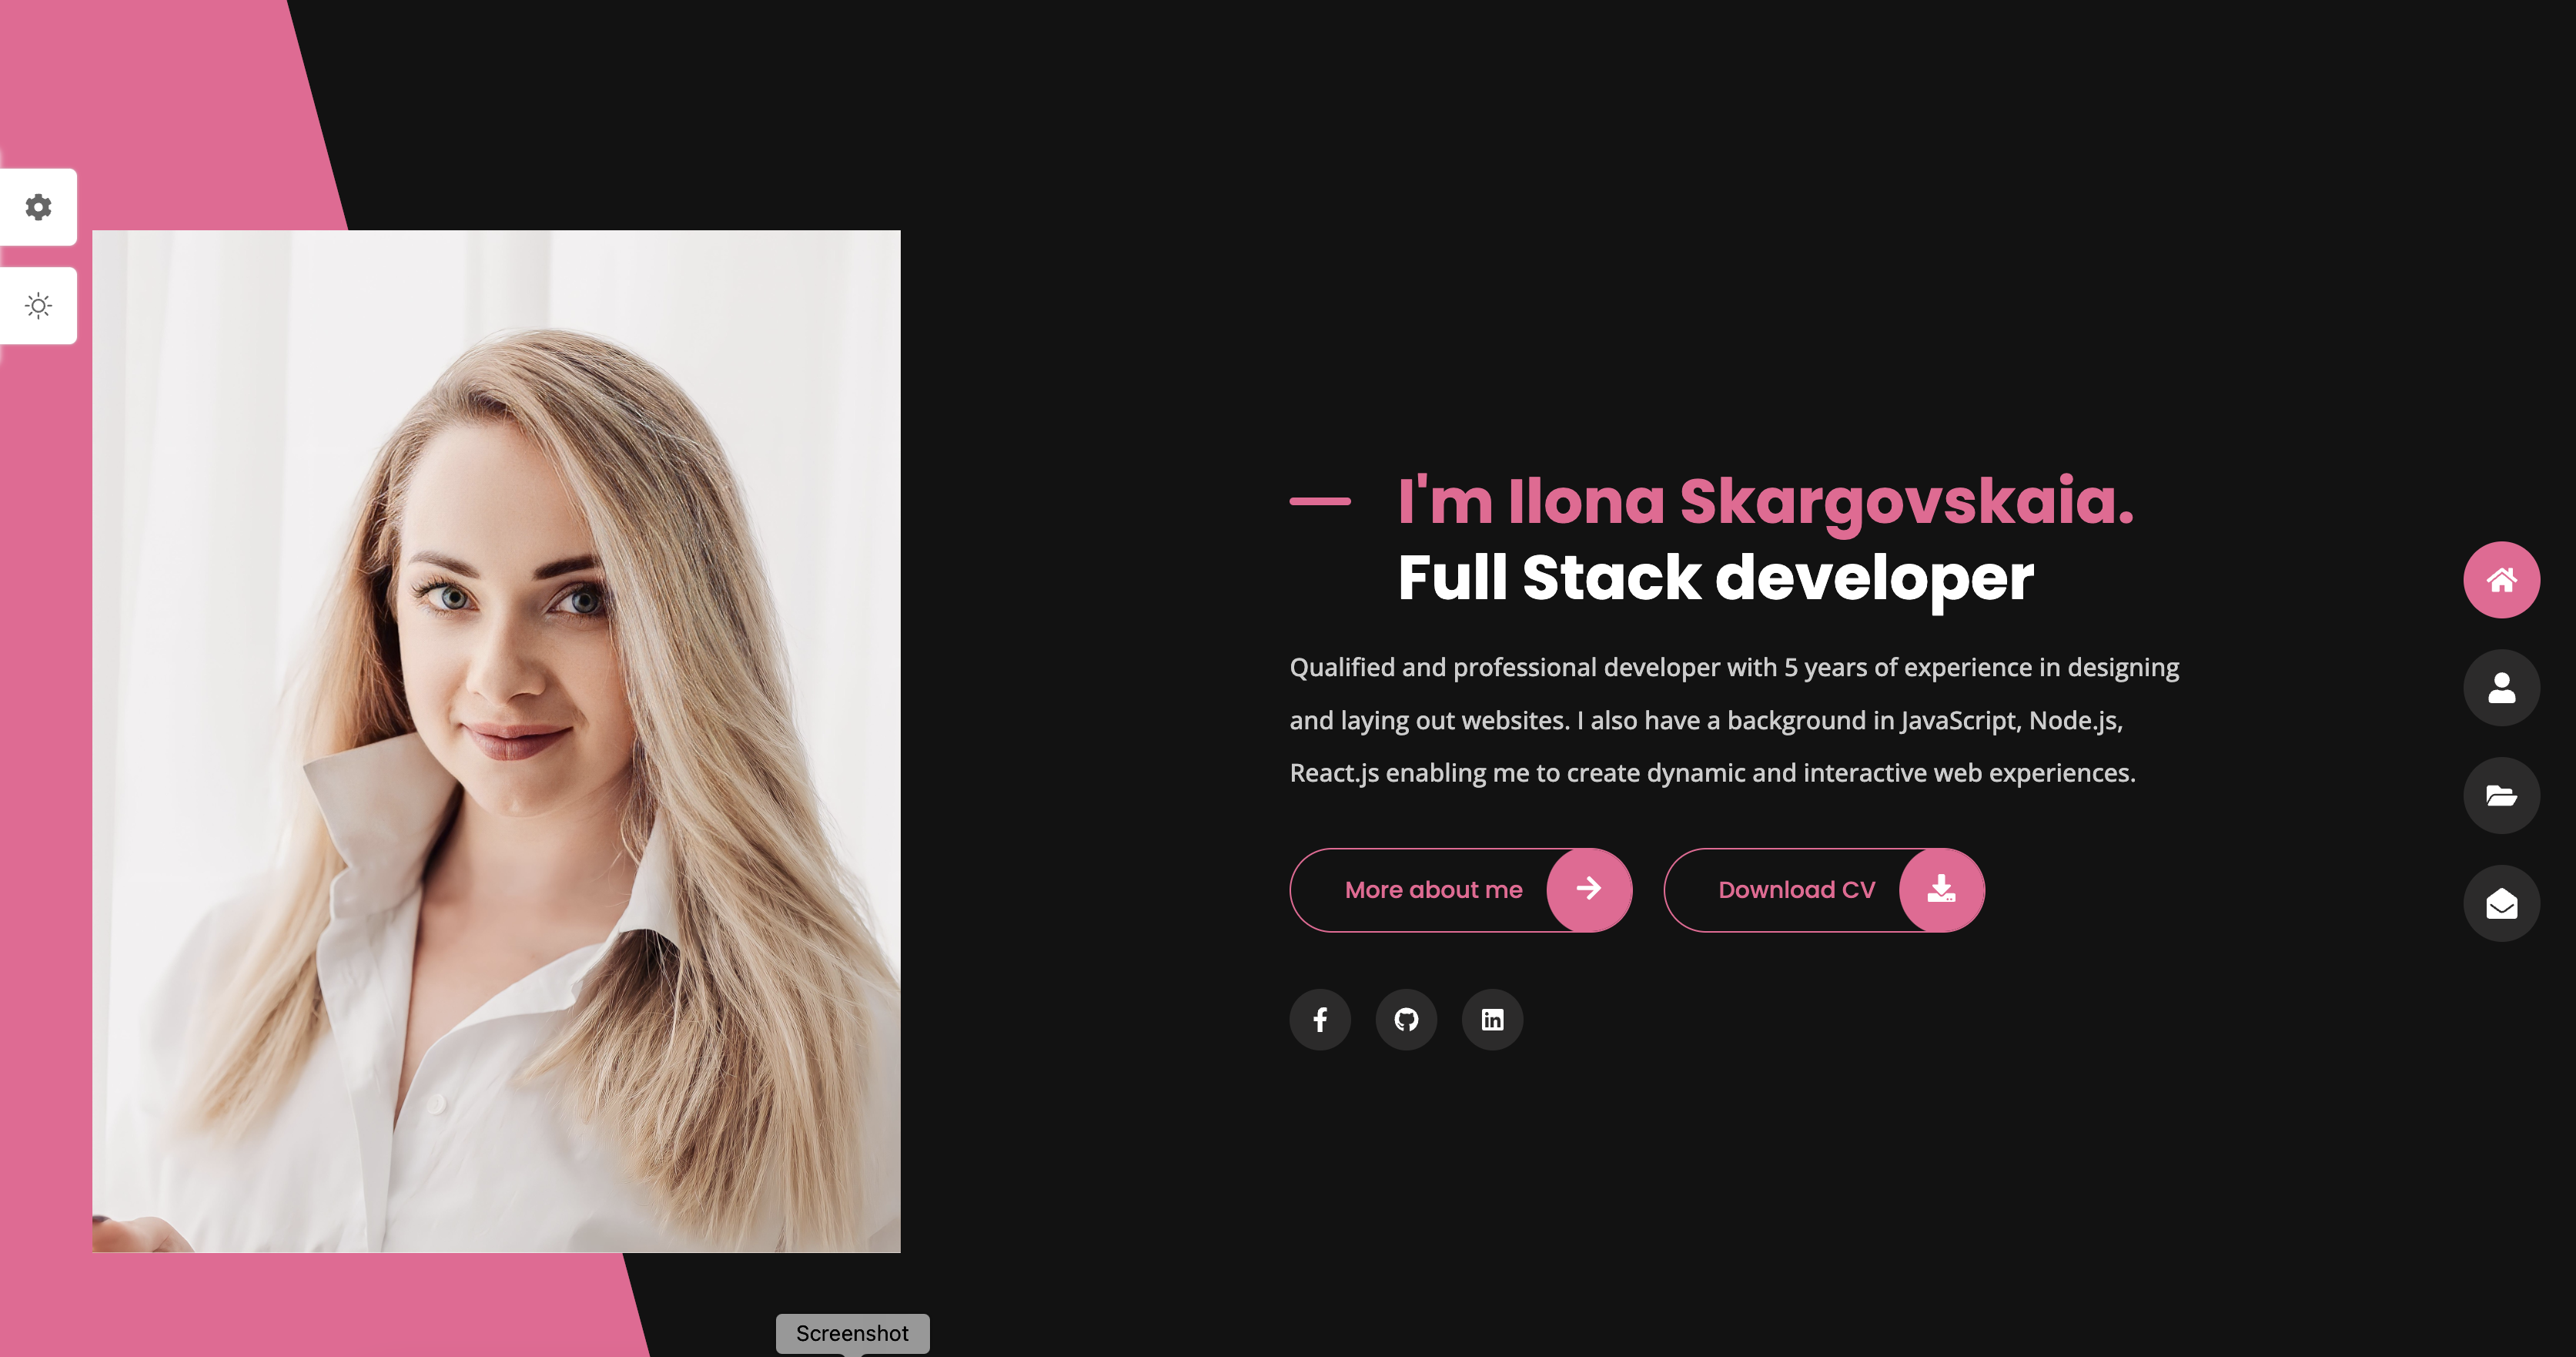 I'm Ilona Skargovskaia.
Full Stack developer
Qualified and professional developer with 5 years of experience in designing
and laying out websites. I also have a background in JavaScript, Node.js,
React.js enabling me to create dynamic and interactive web experiences.
More about me
Download CV
Screenshot